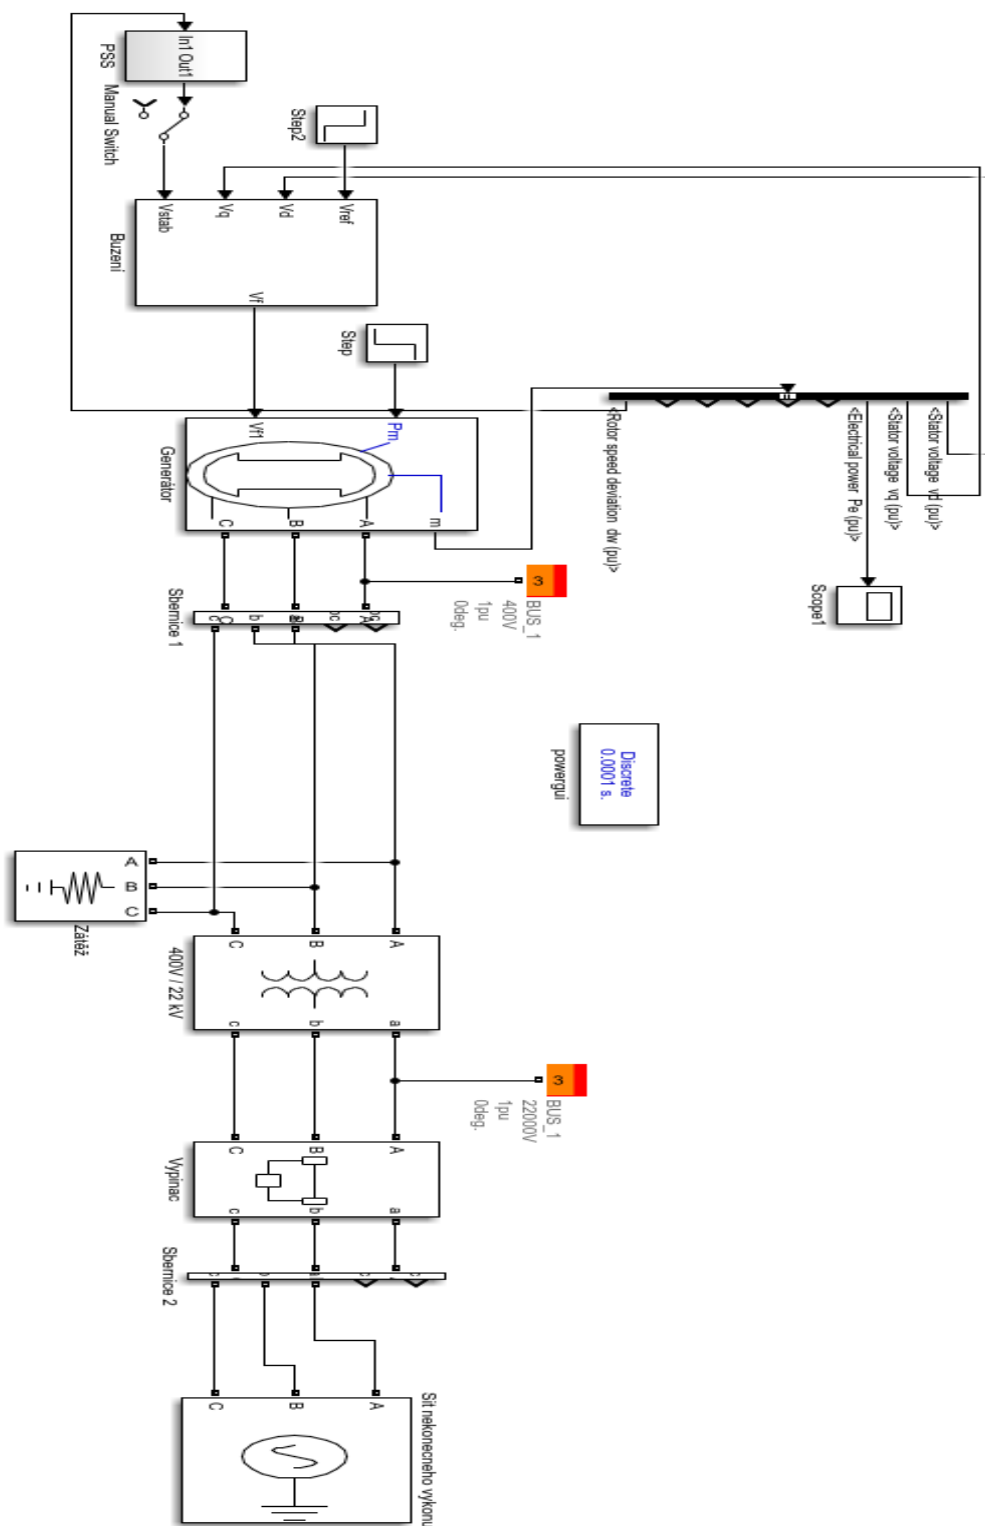 In1 Out1
PSS
Manual Switch
Step2
Vref
Vd
Vq
Vstab
Vf
Buzeni
Step
Pm
Vf1
m
A
B
C
Generátor
<Rotor speed deviation dw (pu)>
<Electrical power Pe (pu)>
<Stator voltage vq (pu)>
<Stator voltage vd (pu)>
Scope1
3
BUS_1
400V
1pu
0deg.
A
a
b
C
c
Sbernice 1
Discrete
0.0001 s.
powergui
A
B
C
Zátěž
A
B
C
a
b
c
400V / 22 kV
3
BUS_1
22000V
1pu
0deg.
A
B
C
a
b
c
Vypinac
Sbernice 2
A
B
C
Sit nekonecneho vykonu